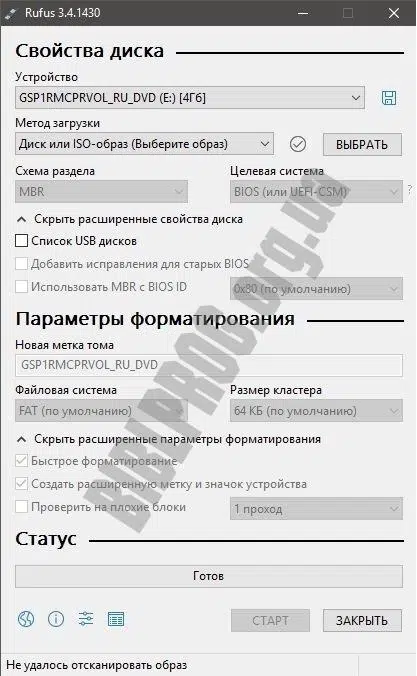 Rufus 3.4.1430
Свойства диска
Устройство
GSP1RMCPRVOL_RU_DVD (E:) [4Гб]
Метод загрузки
Диск или ISO-образ (Выберите образ)
ВЫБРАТЬ
Схема раздела
Целевая система
MBR
BIOS (или UEFI-CSM)
?
Скрыть расширенные свойства диска
Список USB дисков
Добавить исправления для старых BIOS
Использовать MBR с BIOS ID
0x80 (по умолчанию)
Параметры форматирования
Новая метка тома
GSP1RMCPRVOL_RU_DVD
Файловая система
Размер кластера
FAT (по умолчанию)
64 КБ (по умолчанию)
Скрыть расширенные параметры форматирования
Быстрое форматирование
Создать расширенную метку и значок устройства
Проверить на плохие блоки
1 проход
Статус
Готов
СТАРТ
ЗАКРЫТЬ
Не удалось отсканировать образ
BIBLPROG.org.ua